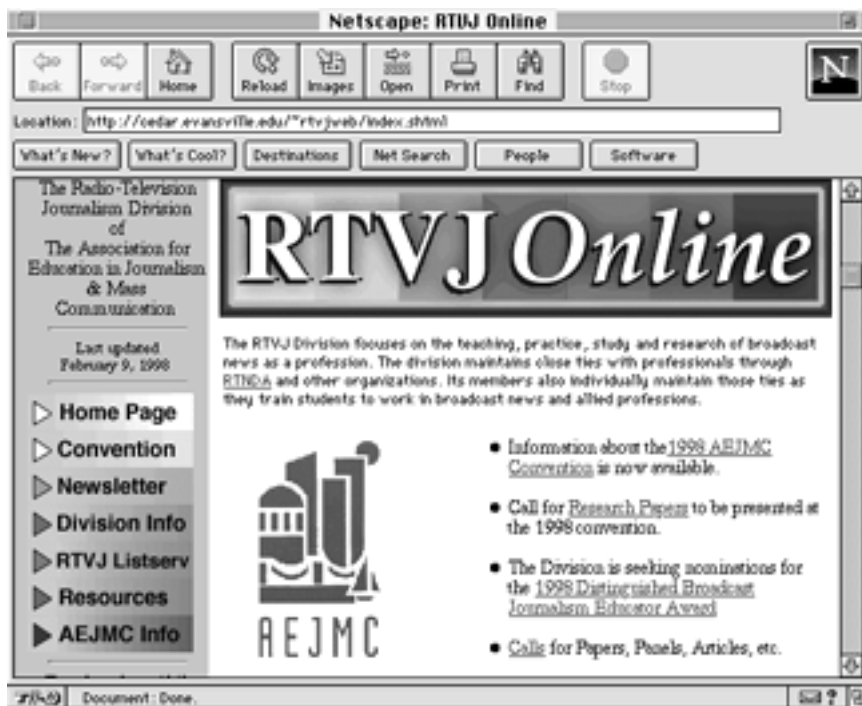 Netscape: RTVJ Online
Back
Forward
Home
Reload
Images
Open
Print
Find
Stop
N
Location: http://cedar.evansville.edu/~rtvjweb/index.shtml
What's New?
What's Cool?
Destinations
Net Search
People
Software
The Radio-Television
Journalism Division
of
The Association for
Education in Journalism
& Mass
Communication
Last updated
February 9, 1998
Home Page
Convention
Newsletter
Division Info
RTVJ Listserv
Resources
AEJMC Info
RTVJ Online
The RTVJ Division focuses on the teaching, practice, study and research of broadcast
news as a profession. The division maintains close ties with professionals through
RTNDA and other organizations. Its members also individually maintain those ties as
they train students to work in broadcast news and allied professions.
AEJMC
• Information about the 1998 AEJMC
Convention is now available.
• Call for Research Papers to be presented at
the 1998 convention.
• The Division is seeking nominations for
the 1998 Distinguished Broadcast
Journalism Educator Award
• Calls for Papers, Panels, Articles, etc.
Document: Done.
?